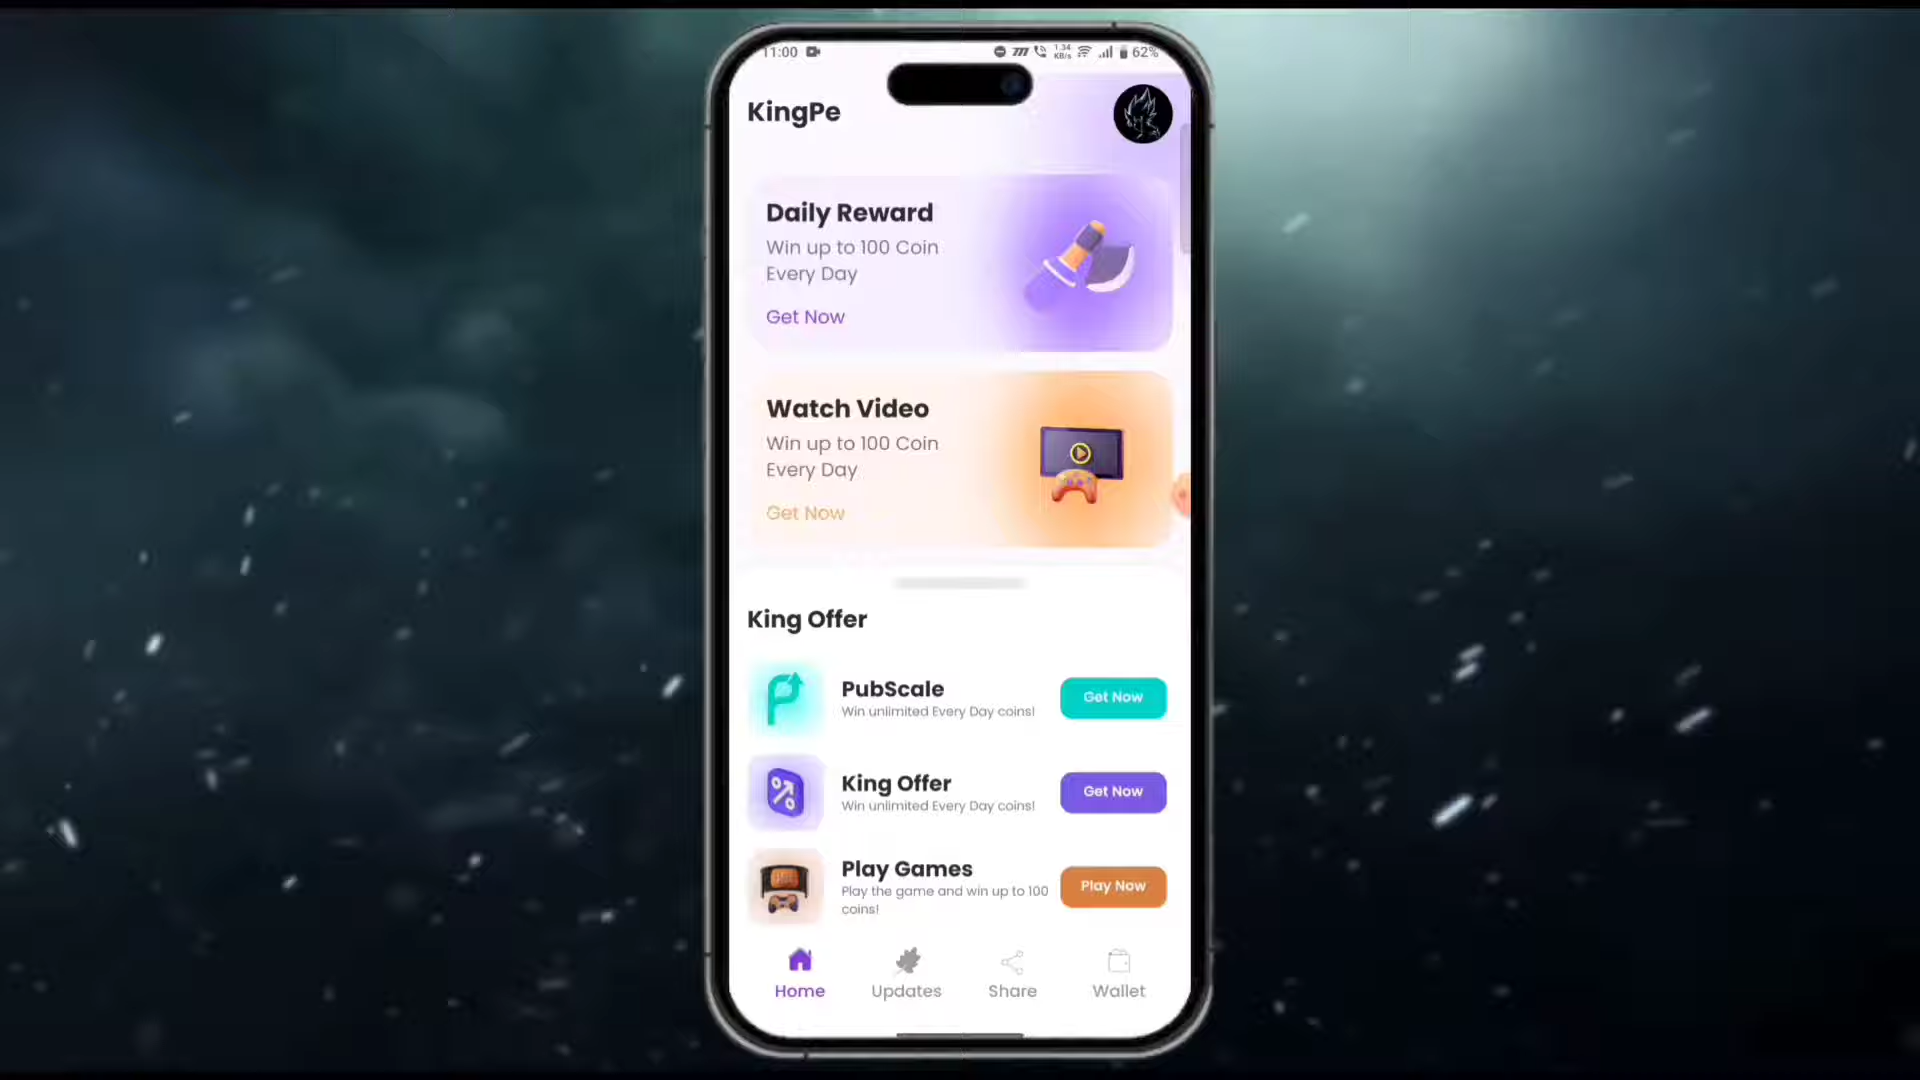 11:00
1.34
KB/s
62%
KingPe
Daily Reward
Win up to 100 Coin
Every Day
Get Now
Watch Video
Win up to 100 Coin
Every Day
Get Now
King Offer
PubScale
Win unlimited Every Day coins!
Get Now
King Offer
Win unlimited Every Day coins!
Get Now
Play Games
Play the game and win up to 100
coins!
Play Now
Home
Updates
Share
Wallet